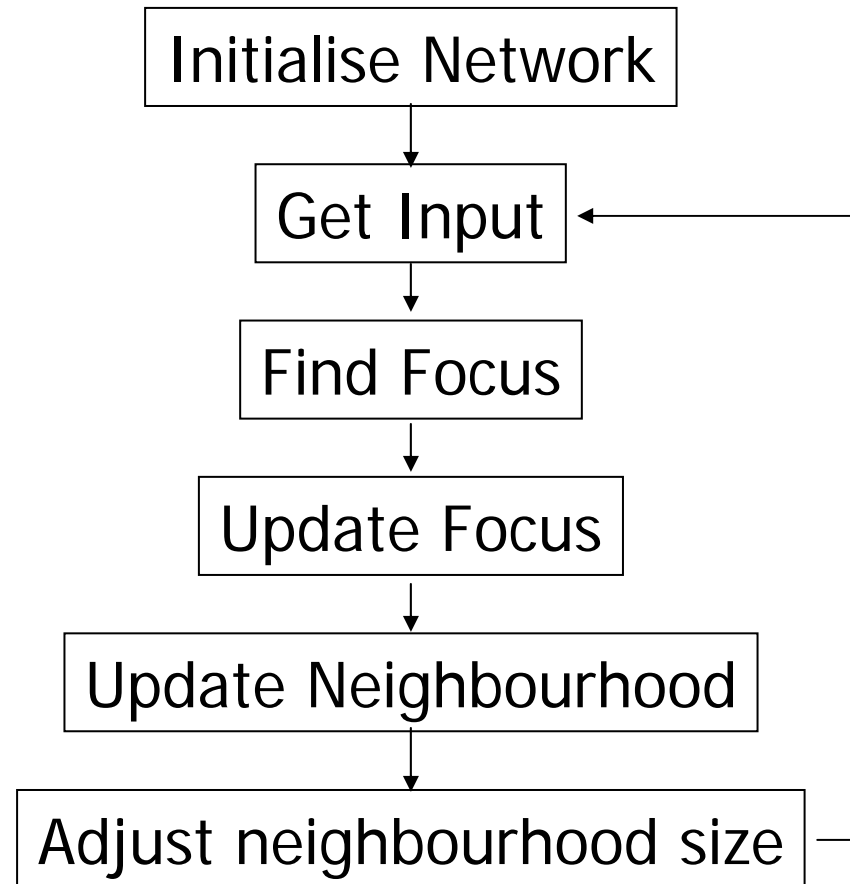 Initialise Network
Get Input
Find Focus
Update Focus
Update Neighbourhood
Adjust neighbourhood size